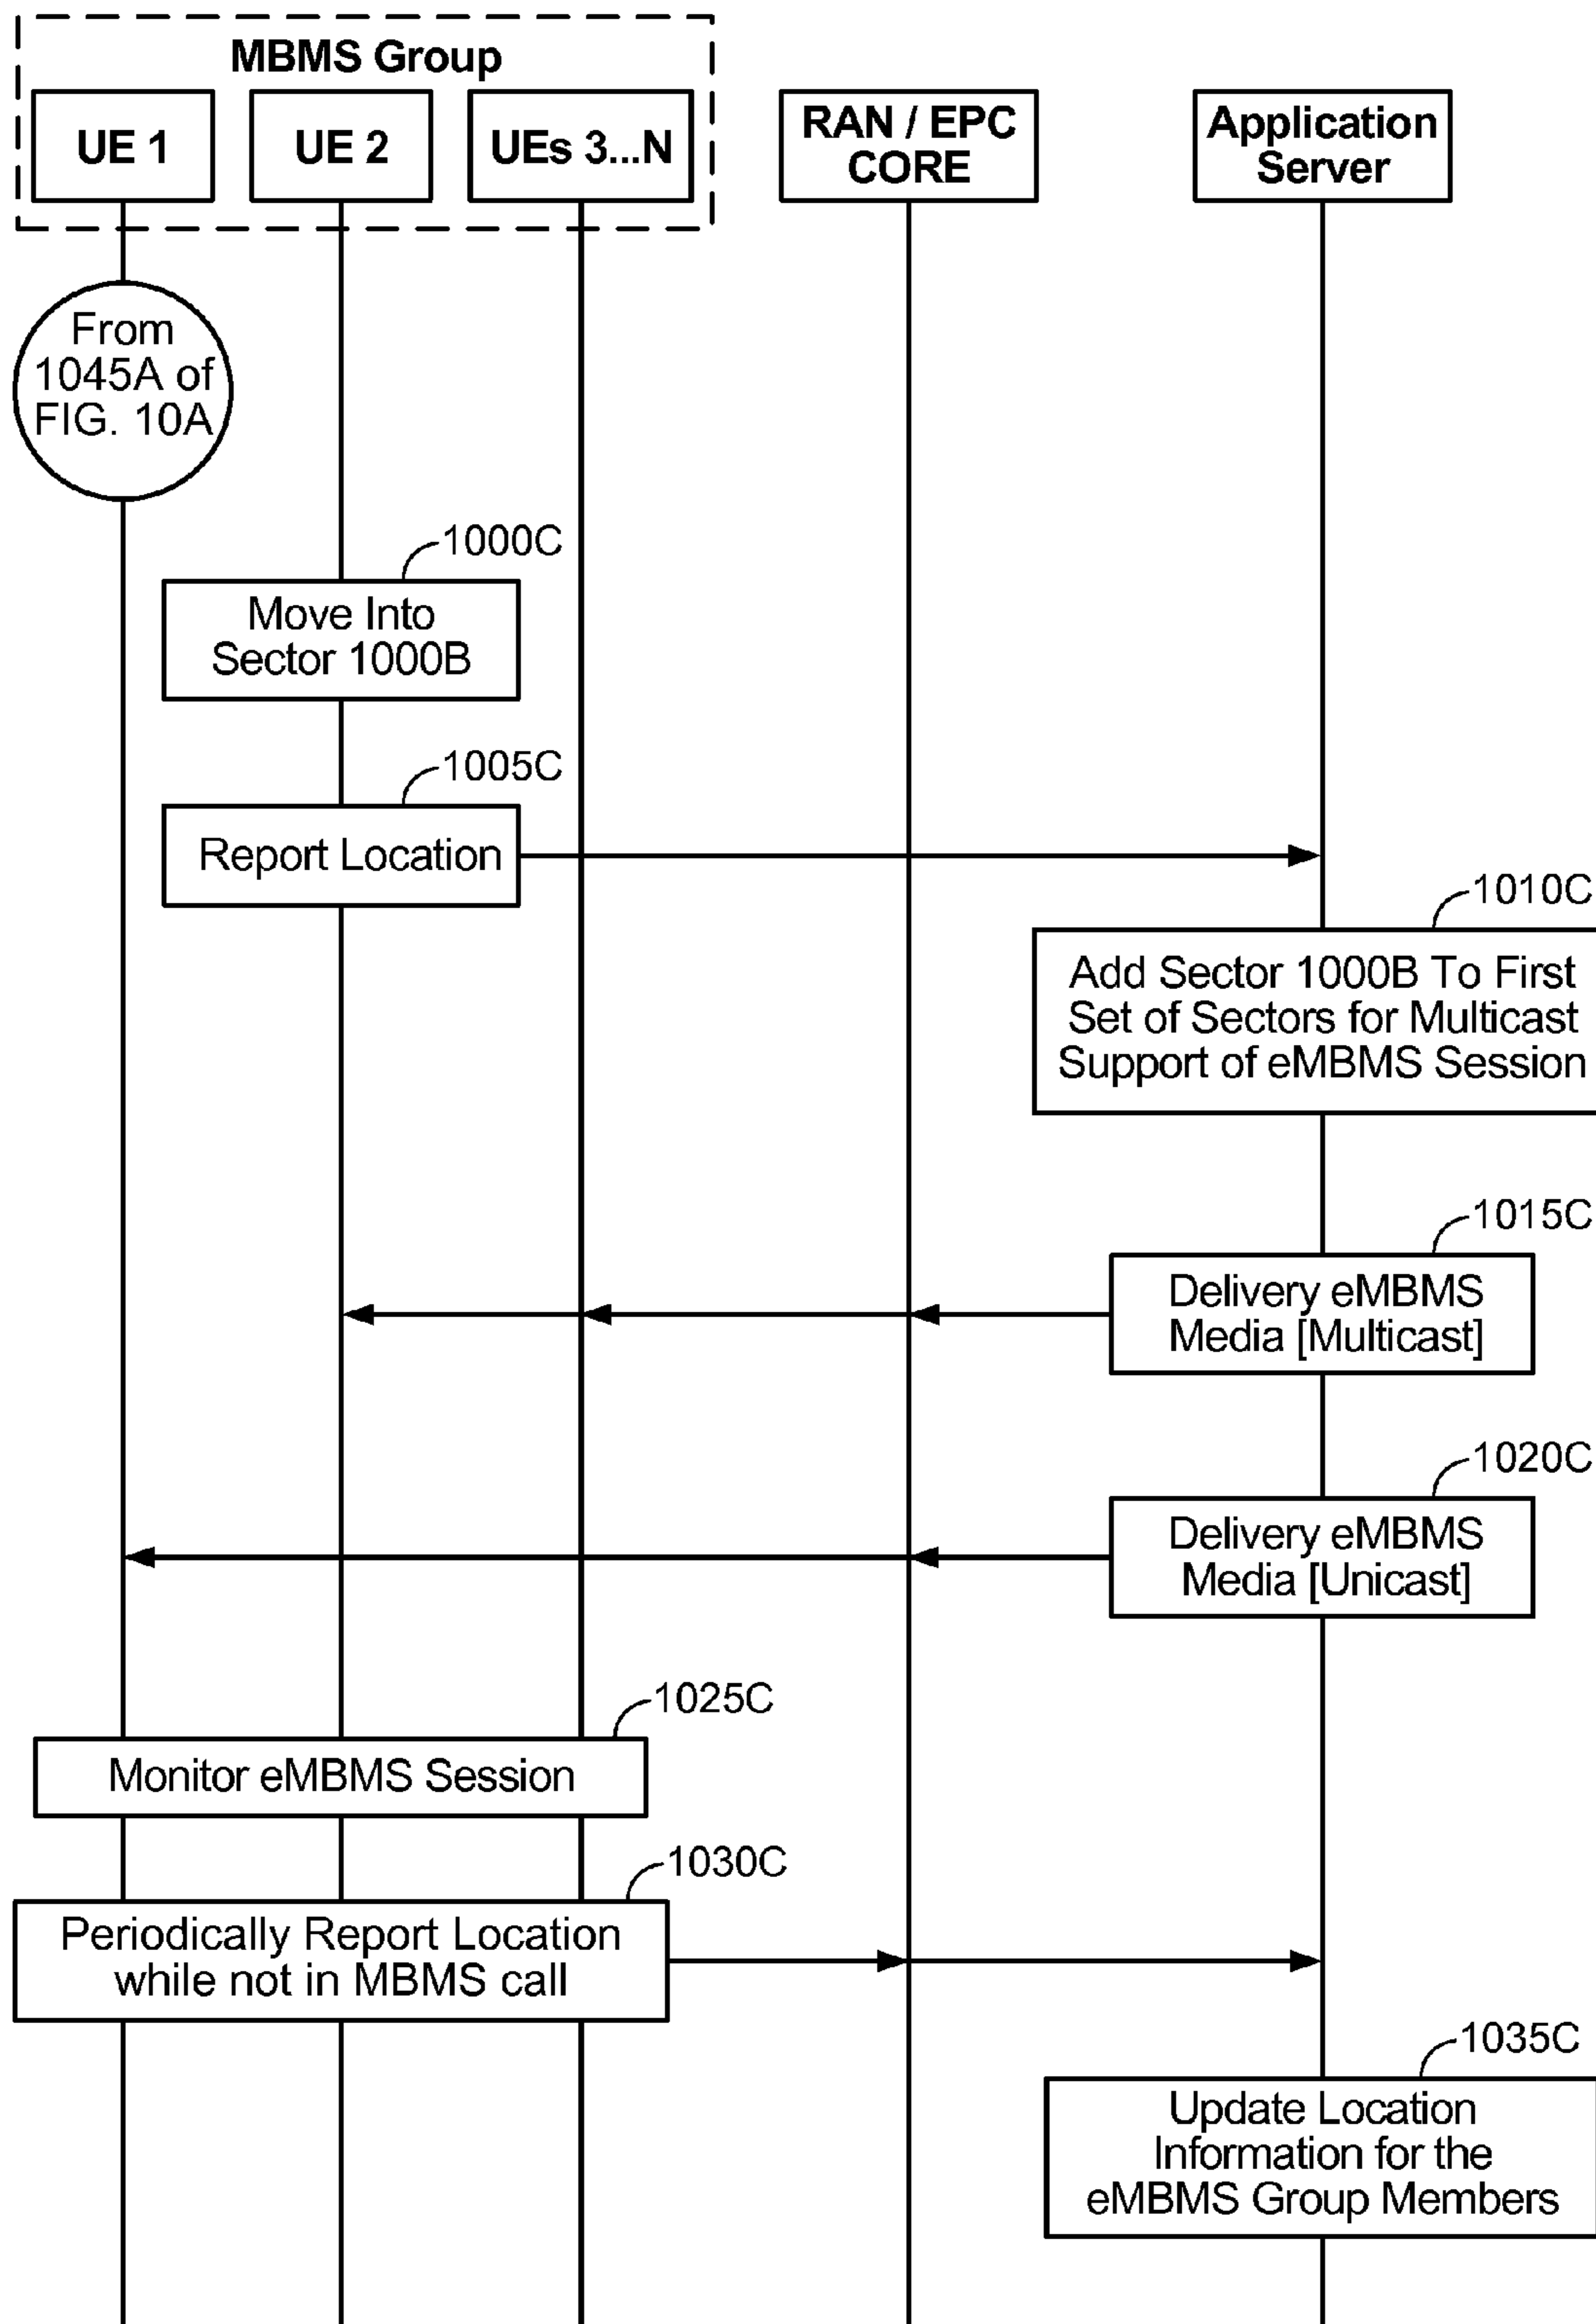 MBMS Group
UE 1
UE 2
UEs 3...N
RAN / EPC
CORE
Application
Server
From
1045A of
FIG. 10A
1000C
Move Into
Sector 1000B
1005C
Report Location
1010C
Add Sector 1000B To First
Set of Sectors for Multicast
Support of eMBMS Session
1015C
Delivery eMBMS
Media [Multicast]
1020C
Delivery eMBMS
Media [Unicast]
1025C
Monitor eMBMS Session
1030C
Periodically Report Location
while not in MBMS call
1035C
Update Location
Information for the
eMBMS Group Members